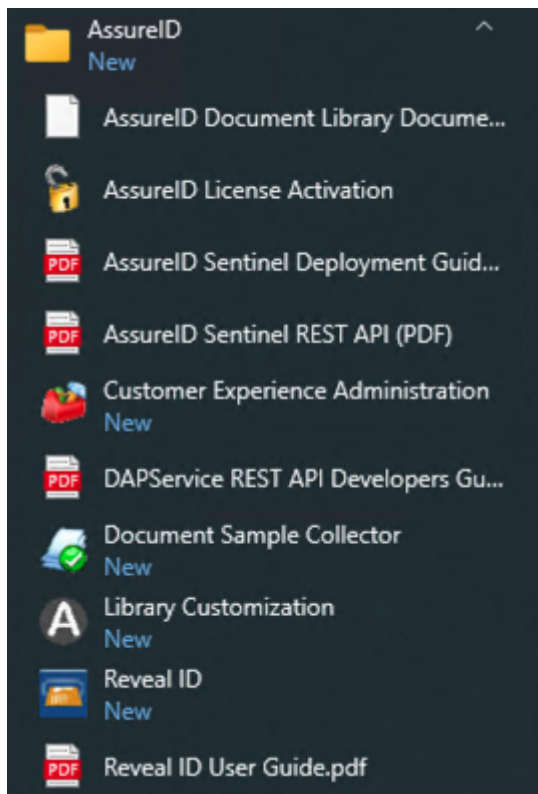 AssureID
New
AssureID Document Library Docume...
AssureID License Activation
PDF
AssureID Sentinel Deployment Guid...
PDF
AssureID Sentinel REST API (PDF)
Customer Experience Administration
New
PDF
DAPService REST API Developers Gu...
Document Sample Collector
New
A
Library Customization
New
Reveal ID
New
PDF
Reveal ID User Guide.pdf